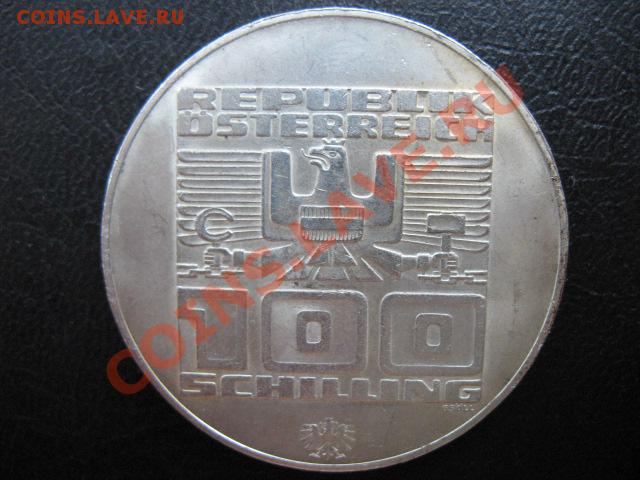 COINS.LAVE.RU
REPUBLIK
ÖSTERREICH
100
SCHILLING
COINS.LAVE.RU